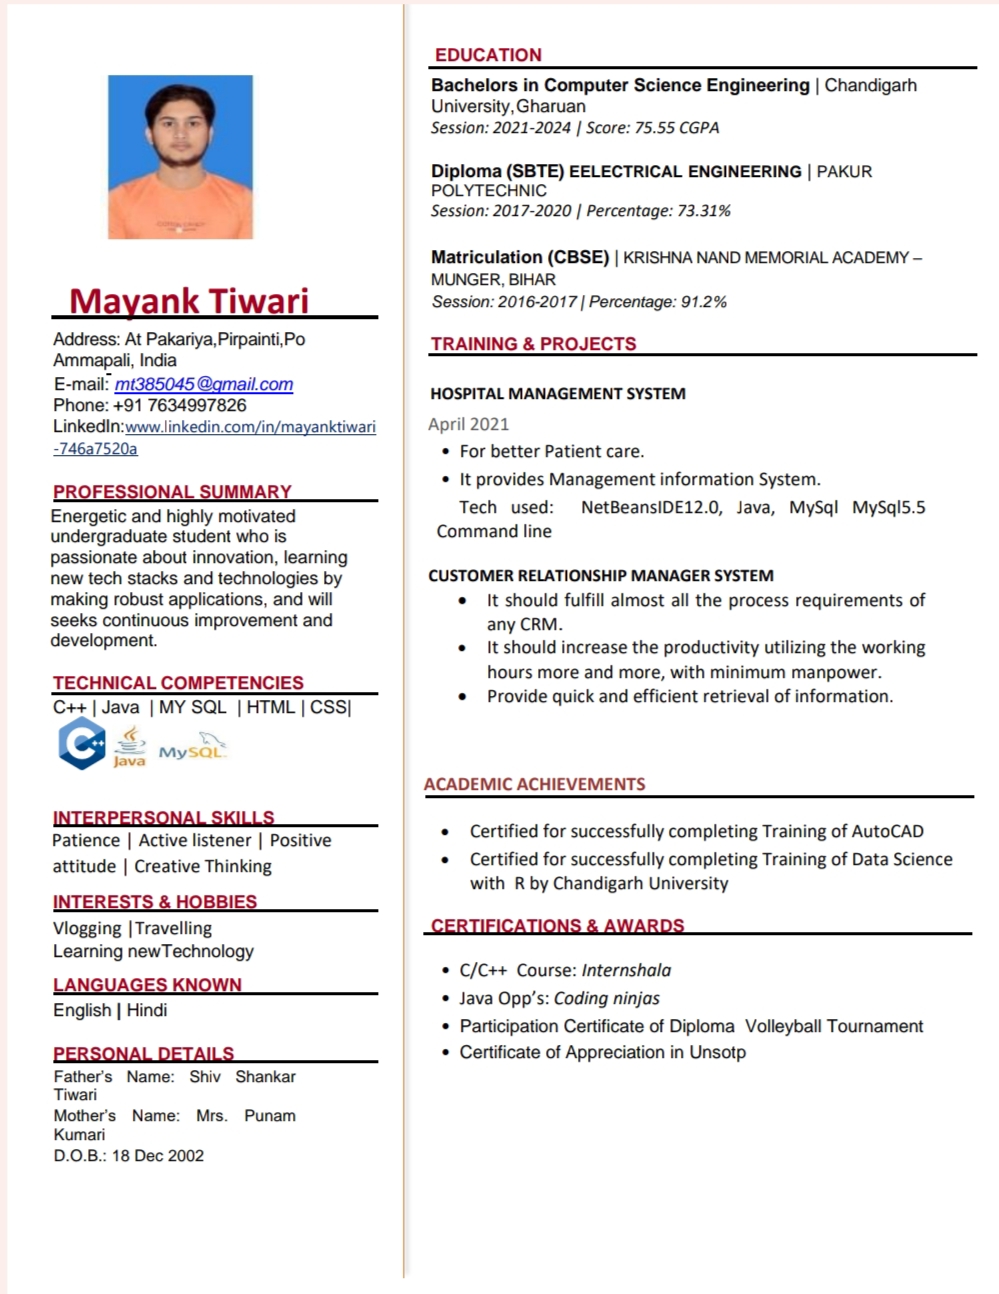 Mayank Tiwari
Address: At Pakariya,Pirpainti,Po
Ammapali, India
E-mail: mt385045@gmail.com
Phone: +91 7634997826
LinkedIn:www.linkedin.com/in/mayanktiwari
-746a7520a
PROFESSIONAL SUMMARY
Energetic and highly motivated
undergraduate student who is
passionate about innovation, learning
new tech stacks and technologies by
making robust applications, and will
seeks continuous improvement and
development.
TECHNICAL COMPETENCIES
C++ | Java | MY SQL | HTML | CSS|
C++ Java MySQL
INTERPERSONAL SKILLS
Patience | Active listener | Positive
attitude | Creative Thinking
INTERESTS & HOBBIES
Vlogging |Travelling
Learning newTechnology
LANGUAGES KNOWN
English | Hindi
PERSONAL DETAILS
Father's Name: Shiv Shankar
Tiwari
Mother's Name: Mrs. Punam
Kumari
D.O.B.: 18 Dec 2002
EDUCATION
Bachelors in Computer Science Engineering | Chandigarh
University,Gharuan
Session: 2021-2024 | Score: 75.55 CGPA
Diploma (SBTE) EELECTRICAL ENGINEERING | PAKUR
POLYTECHNIC
Session: 2017-2020 | Percentage: 73.31%
Matriculation (CBSE) | KRISHNA NAND MEMORIAL ACADEMY –
MUNGER, BIHAR
Session: 2016-2017 | Percentage: 91.2%
TRAINING & PROJECTS
HOSPITAL MANAGEMENT SYSTEM
April 2021
• For better Patient care.
• It provides Management information System.
Tech used: NetBeansIDE12.0, Java, MySql MySql5.5
Command line
CUSTOMER RELATIONSHIP MANAGER SYSTEM
• It should fulfill almost all the process requirements of
any CRM.
• It should increase the productivity utilizing the working
hours more and more, with minimum manpower.
• Provide quick and efficient retrieval of information.
ACADEMIC ACHIEVEMENTS
• Certified for successfully completing Training of AutoCAD
• Certified for successfully completing Training of Data Science
with R by Chandigarh University
CERTIFICATIONS & AWARDS
• C/C++ Course: Internshala
• Java Opp's: Coding ninjas
• Participation Certificate of Diploma Volleyball Tournament
• Certificate of Appreciation in Unsotp